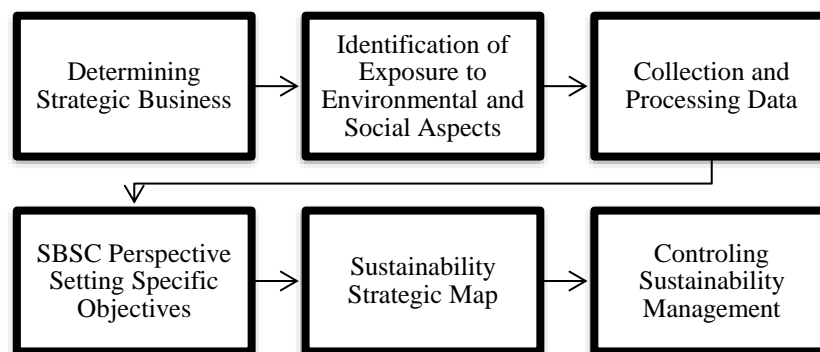 Determining
Strategic Business
Identification of
Exposure to
Environmental and
Social Aspects
Collection and
Processing Data
SBSC Perspective
Setting Specific
Objectives
Sustainability
Strategic Map
Controling
Sustainability
Management